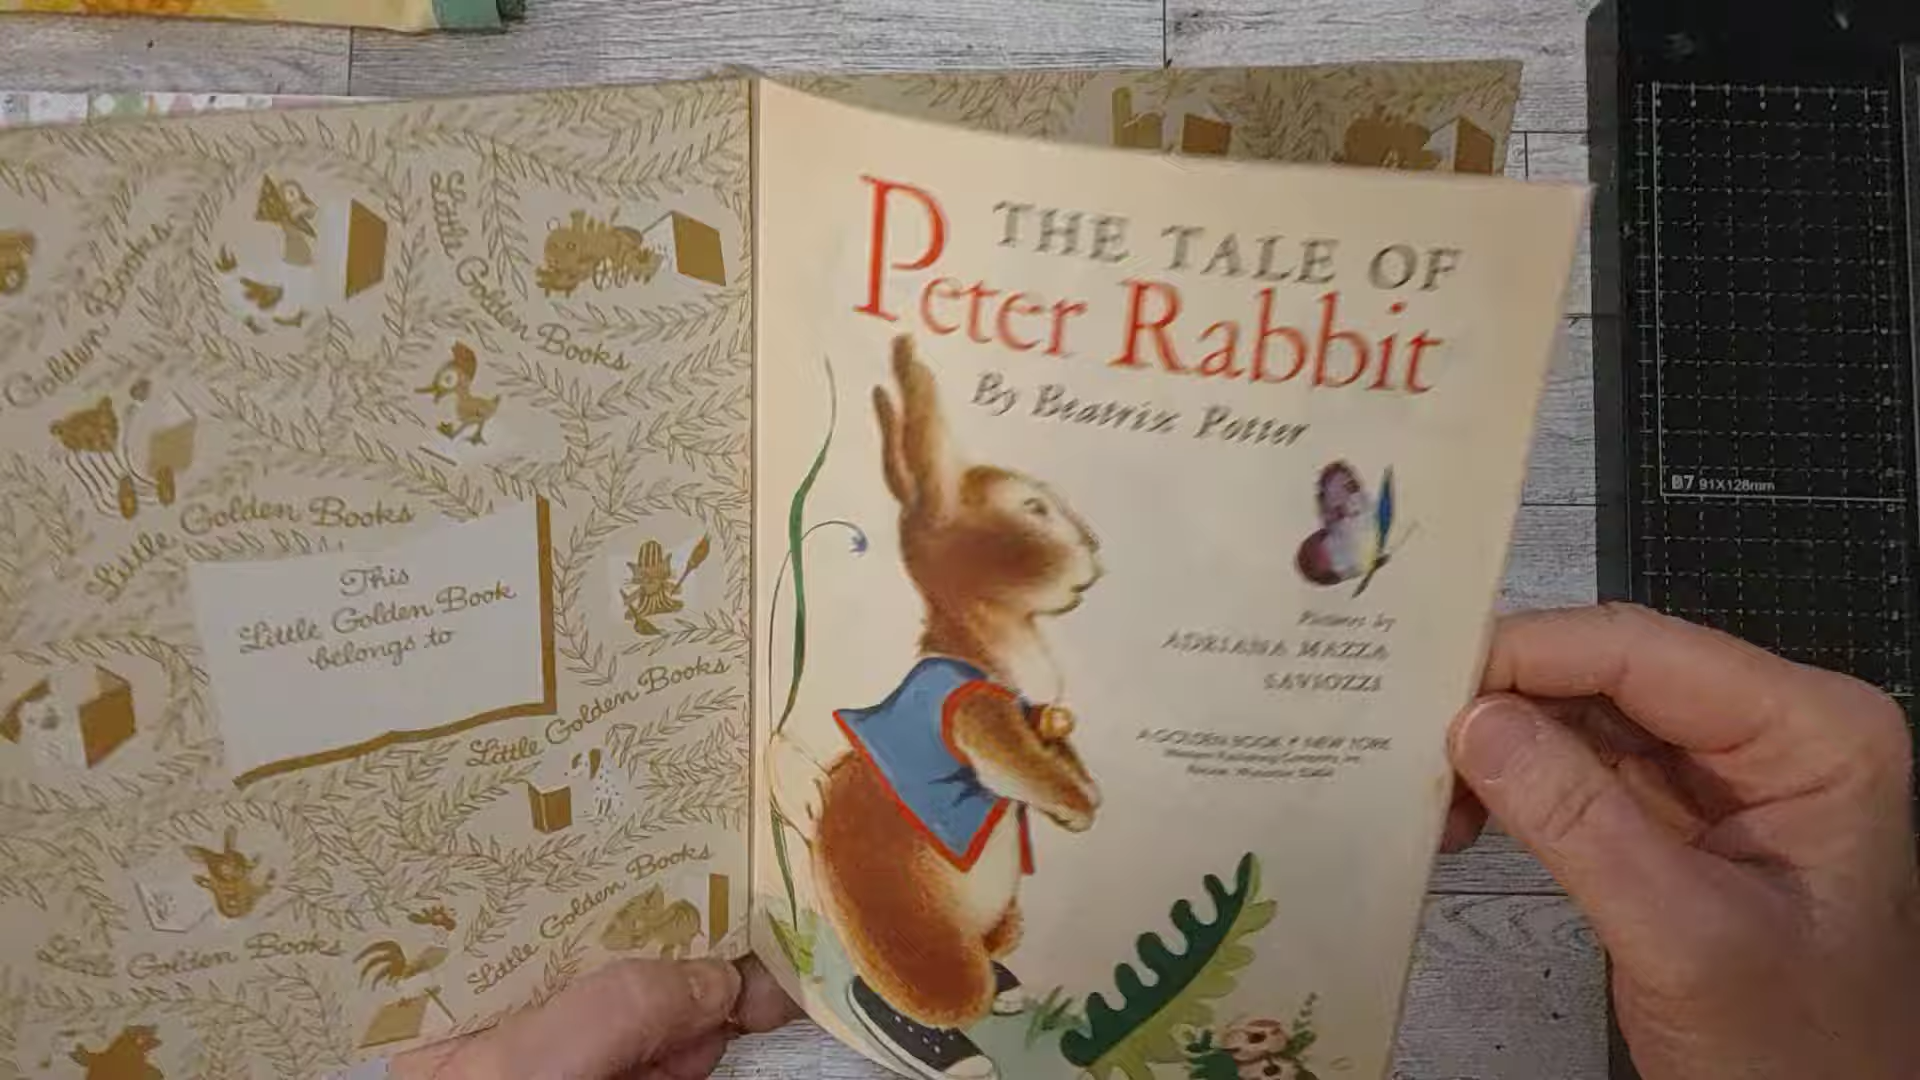 Little Golden Books
Golden Books
Little Golden Books
This
Little Golden Book
belongs to
Little Golden Books
Golden Books
Little Golden Books
THE TALE OF
Peter Rabbit
By Beatrix Potter
Pictures by
ADRIANA MAZZA
SAVIOZZI
A GOLDEN BOOK • NEW YORK
B7 91X128mm